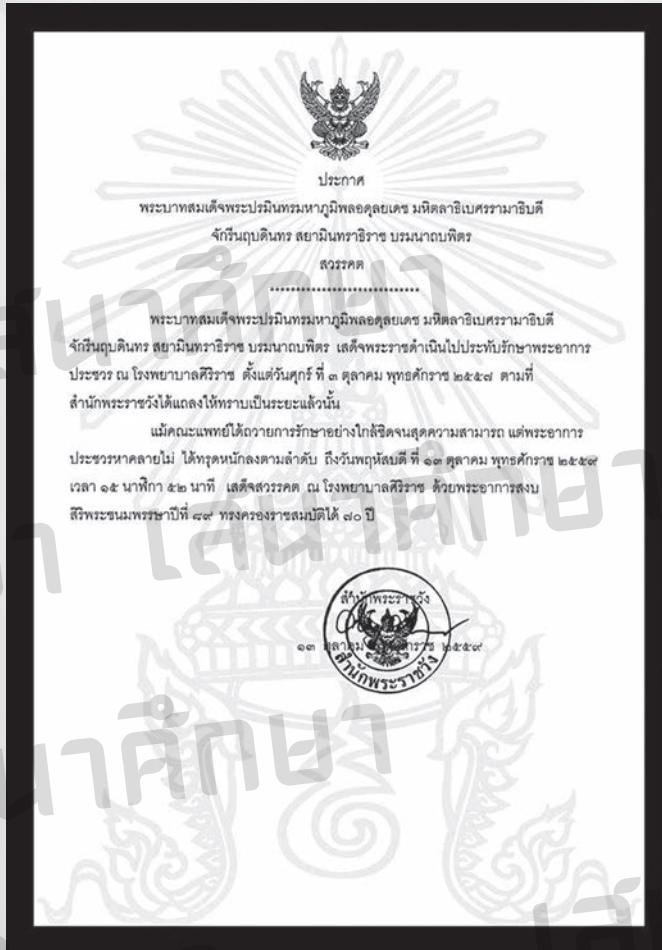 ประกาศ
พระบาทสมเด็จพระปรมินทรมหาภูมิพลอดุลยเดช มหิตลาธิเบศรรามาธิบดี
จักรีนฤบดินทร สยามินทราธิราช บรมนาถบพิตร
สวรรคต
*****************************
พระบาทสมเด็จพระปรมินทรมหาภูมิพลอดุลยเดช มหิตลาธิเบศรรามาธิบดี
จักรีนฤบดินทร สยามินทราธิราช บรมนาถบพิตร เสด็จพระราชดำเนินไปประทับรักษาพระอาการ
ประชวร ณ โรงพยาบาลศิริราช ตั้งแต่วันศุกร์ ที่ ๓ ตุลาคม พุทธศักราช ๒๕๕๗ ตามที่
สำนักพระราชวังได้แถลงให้ทราบเป็นระยะแล้วนั้น
แม้คณะแพทย์ได้ถวายการรักษาอย่างใกล้ชิดจนสุดความสามารถ แต่พระอาการ
ประชวรหาคลายไม่ ได้ทรุดหนักลงตามลำดับ ถึงวันพฤหัสบดี ที่ ๑๓ ตุลาคม พุทธศักราช ๒๕๕๙
เวลา ๑๕ นาฬิกา ๕๒ นาที เสด็จสวรรคต ณ โรงพยาบาลศิริราช ด้วยพระอาการสงบ
สิริพระชนมพรรษาปีที่ ๘๙ ทรงครองราชสมบัติได้ ๗๐ ปี
สำนักพระราชวัง
๑๓ ตุลาคม ๒๕๕๙
สำนักพระราชวัง
เสนาศึกษา
เสนาศึกษา